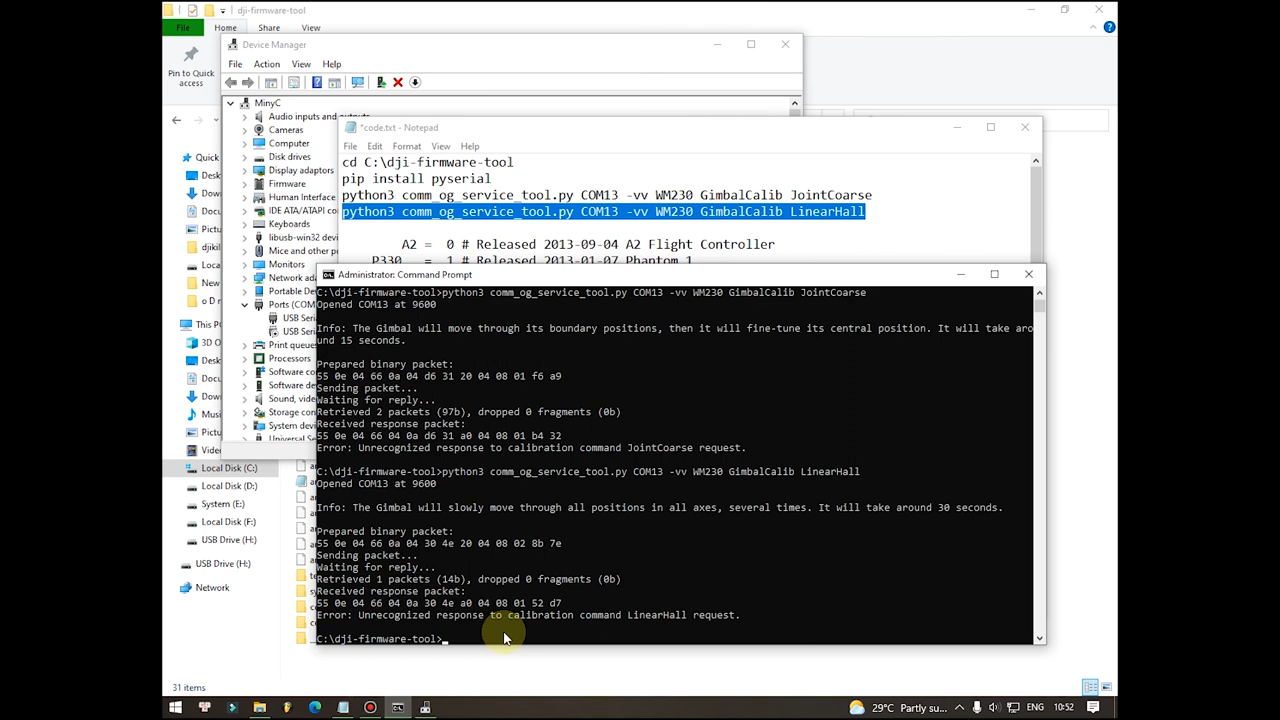 dji-firmware-tool
File Home Share View
Device Manager
File Action View Help
Pin to Quick
access
MinyC
Audio inputs and outputs
Cameras
Computer
Disk drives
Display adaptors
Firmware
Human Interface
IDE ATA/ATAPI co
Keyboards
libusb-win32 devi
Mice and other po
Monitors
Network ada
Portable De
Ports (COM
USB Seri
USB Seri
Print queues
Processors
Software co
Software de
Sound, vide
Storage cont
System devi
Universal Se
*code.txt - Notepad
File Edit Format View Help
cd C:\dji-firmware-tool
pip install pyserial
python3 comm_og_service_tool.py COM13 -vv WM230 GimbalCalib JointCoarse
python3 comm_og_service_tool.py COM13 -vv WM230 GimbalCalib LinearHall
A2 = 0 # Released 2013-09-04 A2 Flight Controller
P330 = 1 # Released 2013-01-07 Phantom 1
Administrator: Command Prompt
C:\dji-firmware-tool>python3 comm_og_service_tool.py COM13 -vv WM230 GimbalCalib JointCoarse
Opened COM13 at 9600
Info: The Gimbal will move through its boundary positions, then it will fine-tune its central position. It will take aro
und 15 seconds.
Prepared binary packet:
55 0e 04 66 0a 04 d6 31 20 04 08 01 f6 a9
Sending packet...
Waiting for reply...
Retrieved 2 packets (97b), dropped 0 fragments (0b)
Received response packet:
55 0e 04 66 04 0a d6 31 a0 04 08 01 b4 32
Error: Unrecognized response to calibration command JointCoarse request.
C:\dji-firmware-tool>python3 comm_og_service_tool.py COM13 -vv WM230 GimbalCalib LinearHall
Opened COM13 at 9600
Info: The Gimbal will slowly move through all positions in all axes, several times. It will take around 30 seconds.
Prepared binary packet:
55 0e 04 66 0a 04 30 4e 20 04 08 02 8b 7e
Sending packet...
Waiting for reply...
Retrieved 1 packets (14b), dropped 0 fragments (0b)
Received response packet:
55 0e 04 66 04 0a 30 4e a0 04 08 01 52 d7
Error: Unrecognized response to calibration command LinearHall request.
C:\dji-firmware-tool>
Quick
Desk
Dow
Docu
Pictu
djikil
Local
New
o D r
This PC
3D O
Desk
Docu
Dow
Musi
Pictu
Vide
Local Disk (C:)
Local Disk (D:)
System (E:)
Local Disk (F:)
USB Drive (H:)
USB Drive (H:)
Network
31 items
29°C Partly su... ENG 10:52